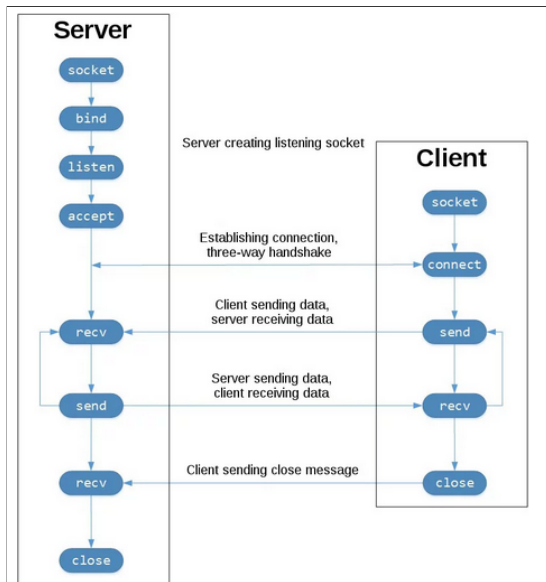 Server
socket
bind
Server creating listening socket
listen
Client
accept
socket
Establishing connection,
three-way handshake
connect
Client sending data,
server receiving data
recv
send
Server sending data,
client receiving data
send
recv
Client sending close message
recv
close
close